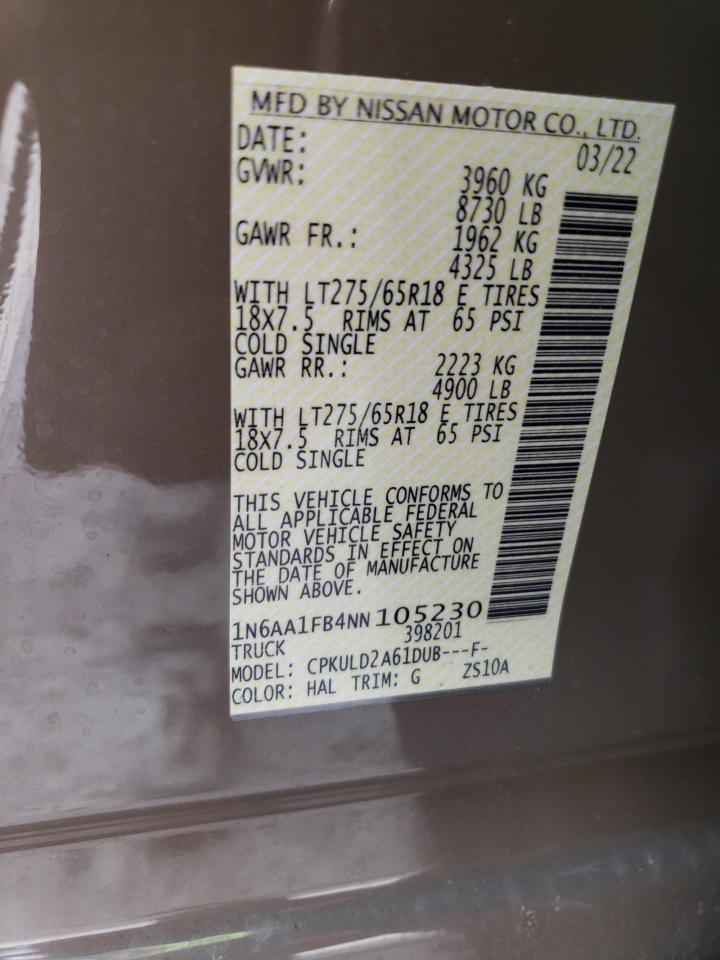 MFD BY NISSAN MOTOR CO., LTD.
DATE: 03/22
GVWR: 3960 KG
8730 LB
GAWR FR.: 1962 KG
4325 LB
WITH LT275/65R18 E TIRES
18X7.5 RIMS AT 65 PSI
COLD SINGLE
GAWR RR.: 2223 KG
4900 LB
WITH LT275/65R18 E TIRES
18X7.5 RIMS AT 65 PSI
COLD SINGLE
THIS VEHICLE CONFORMS TO
ALL APPLICABLE FEDERAL
MOTOR VEHICLE SAFETY
STANDARDS IN EFFECT ON
THE DATE OF MANUFACTURE
SHOWN ABOVE.
1N6AA1FB4NN 105230
TRUCK 398201
MODEL: CPKULD2A61DUB---F-
COLOR: HAL TRIM: G ZS10A